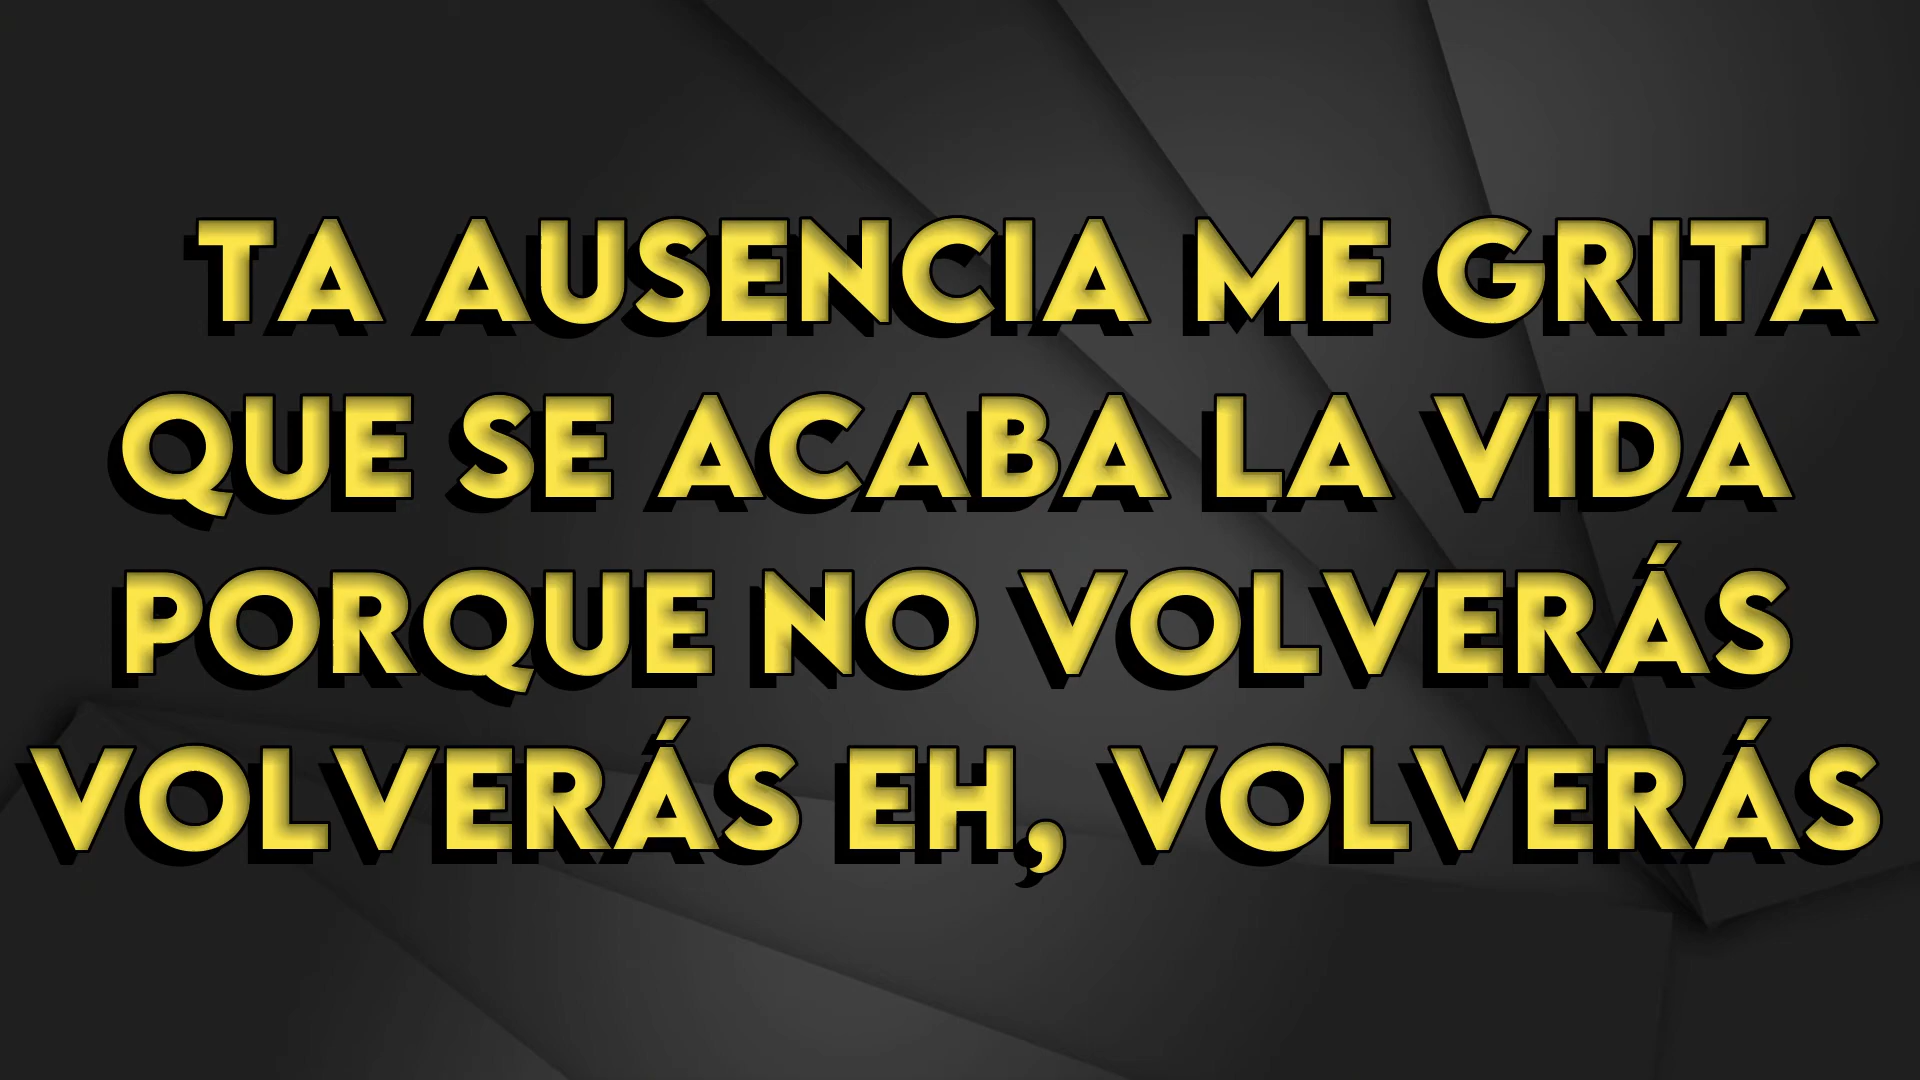 TA AUSENCIA ME GRITA
QUE SE ACABA LA VIDA
PORQUE NO VOLVERÁS
VOLVERÁS EH, VOLVERÁS